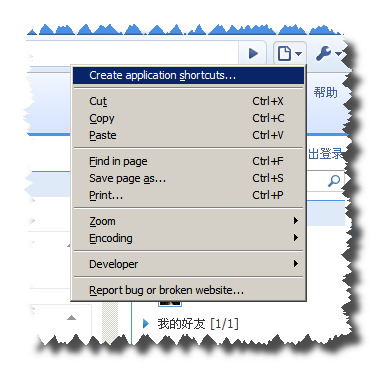 Create application shortcuts...
帮助
Cut Ctrl+X
Copy Ctrl+C
Paste Ctrl+V
出登录
Find in page Ctrl+F
Save page as... Ctrl+S
Print... Ctrl+P
Zoom
Encoding
Developer
Report bug or broken website...
我的好友 [1/1]